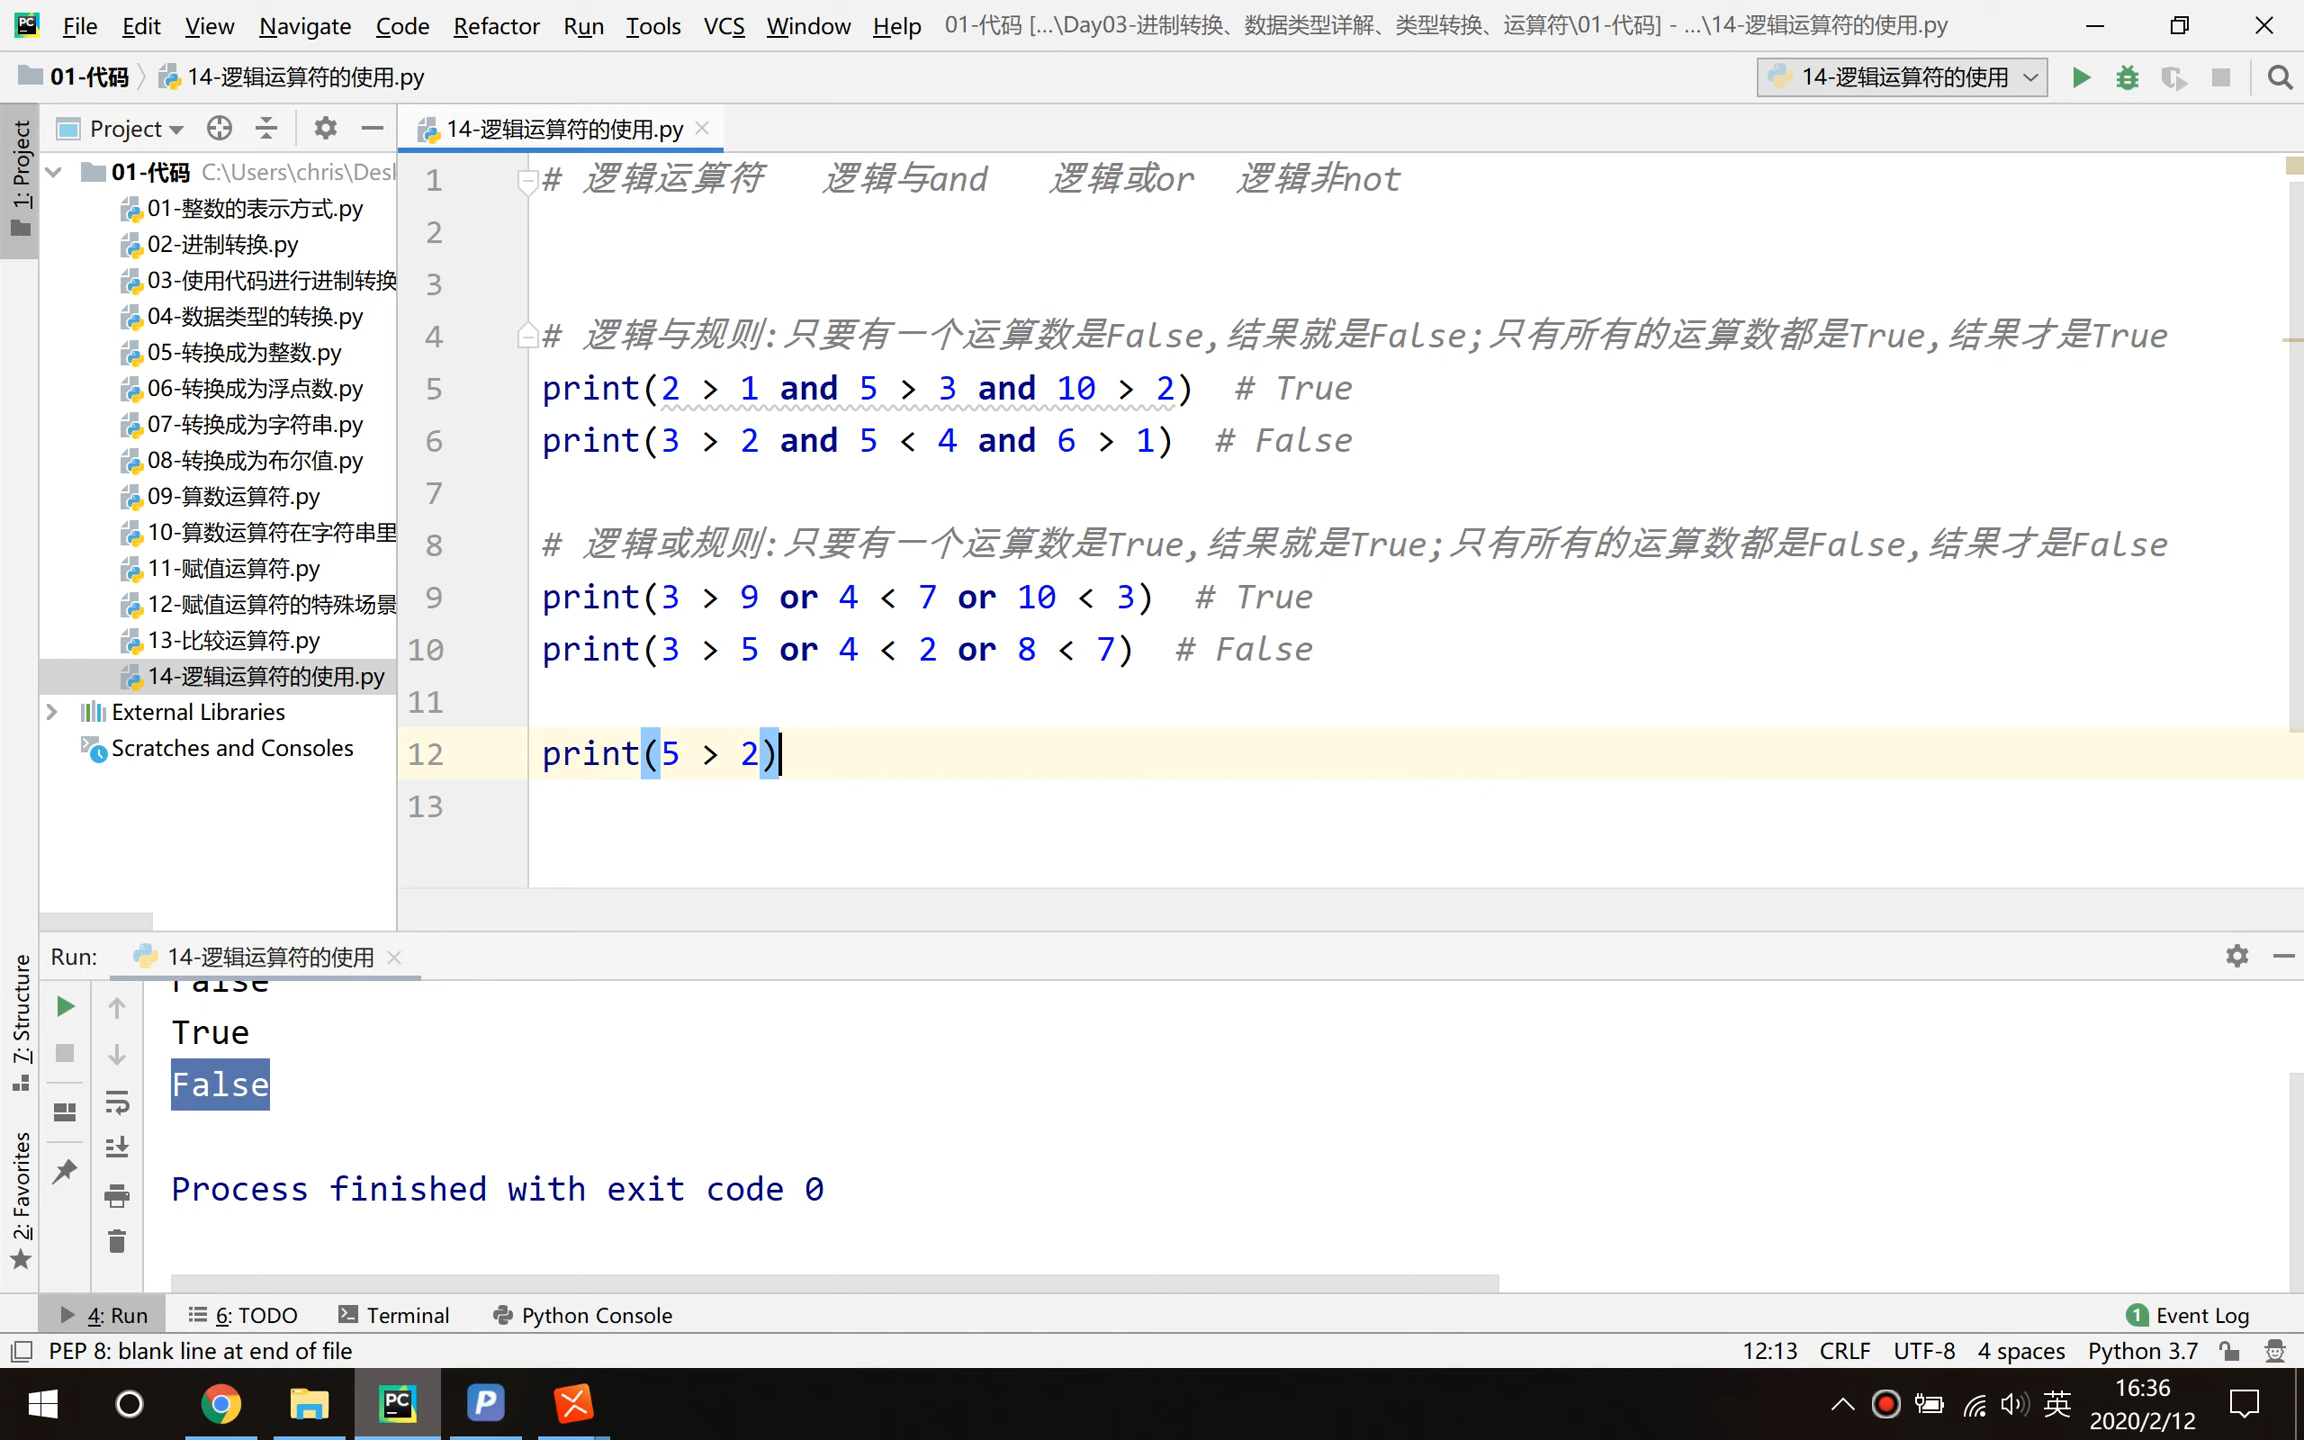 File Edit View Navigate Code Refactor Run Tools VCS Window Help 01-代码 [...\Day03-进制转换、数据类型详解、类型转换、运算符\01-代码] - ...\14-逻辑运算符的使用.py
01-代码 14-逻辑运算符的使用.py 14-逻辑运算符的使用
1: Project
Project
14-逻辑运算符的使用.py
01-代码 C:\Users\chris\Des
01-整数的表示方式.py
02-进制转换.py
03-使用代码进行进制转换
04-数据类型的转换.py
05-转换成为整数.py
06-转换成为浮点数.py
07-转换成为字符串.py
08-转换成为布尔值.py
09-算数运算符.py
10-算数运算符在字符串里
11-赋值运算符.py
12-赋值运算符的特殊场景
13-比较运算符.py
14-逻辑运算符的使用.py
External Libraries
Scratches and Consoles
1 # 逻辑运算符 逻辑与and 逻辑或or 逻辑非not
2
3
4 # 逻辑与规则:只要有一个运算数是False,结果就是False;只有所有的运算数都是True,结果才是True
5 print(2 > 1 and 5 > 3 and 10 > 2) # True
6 print(3 > 2 and 5 < 4 and 6 > 1) # False
7
8 # 逻辑或规则:只要有一个运算数是True,结果就是True;只有所有的运算数都是False,结果才是False
9 print(3 > 9 or 4 < 7 or 10 < 3) # True
10 print(3 > 5 or 4 < 2 or 8 < 7) # False
11
12 print(5 > 2)
13
Run: 14-逻辑运算符的使用
False
True
False
Process finished with exit code 0
7: Structure
2: Favorites
4: Run 6: TODO Terminal Python Console 1 Event Log
PEP 8: blank line at end of file 12:13 CRLF UTF-8 4 spaces Python 3.7
英 16:36
2020/2/12